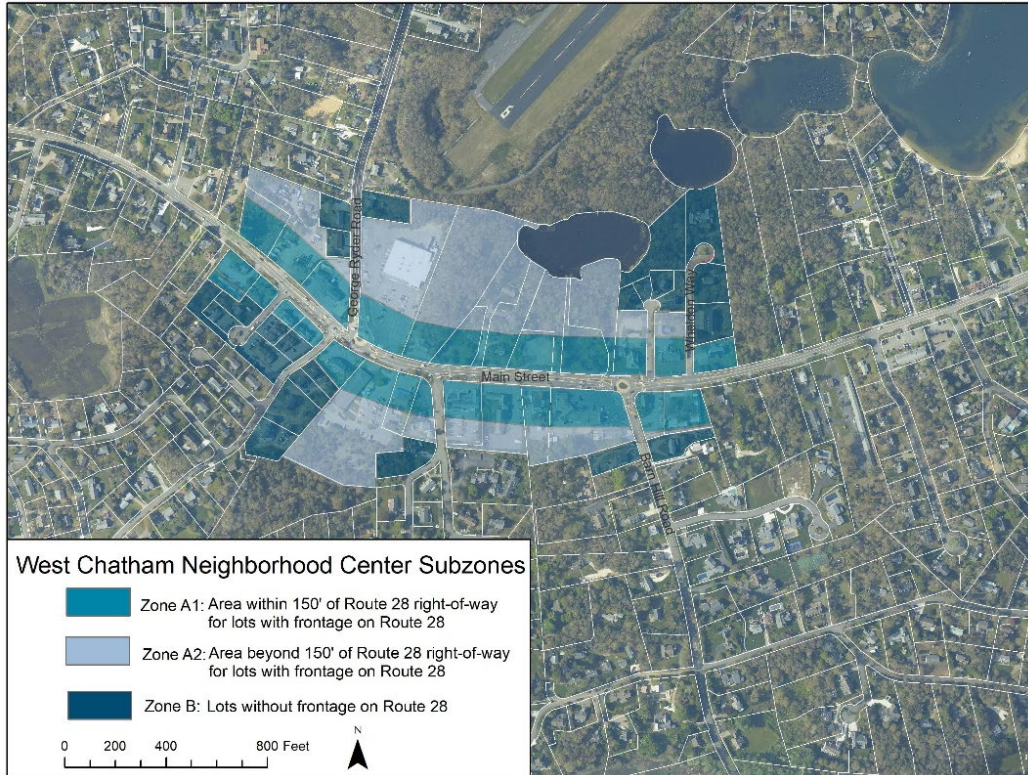 George Ryder Road
Whelden Way
Main Street
Barn Hill Road
West Chatham Neighborhood Center Subzones
Zone A1: Area within 150' of Route 28 right-of-way
for lots with frontage on Route 28
Zone A2: Area beyond 150' of Route 28 right-of-way
for lots with frontage on Route 28
Zone B: Lots without frontage on Route 28
0 200 400 800 Feet
N